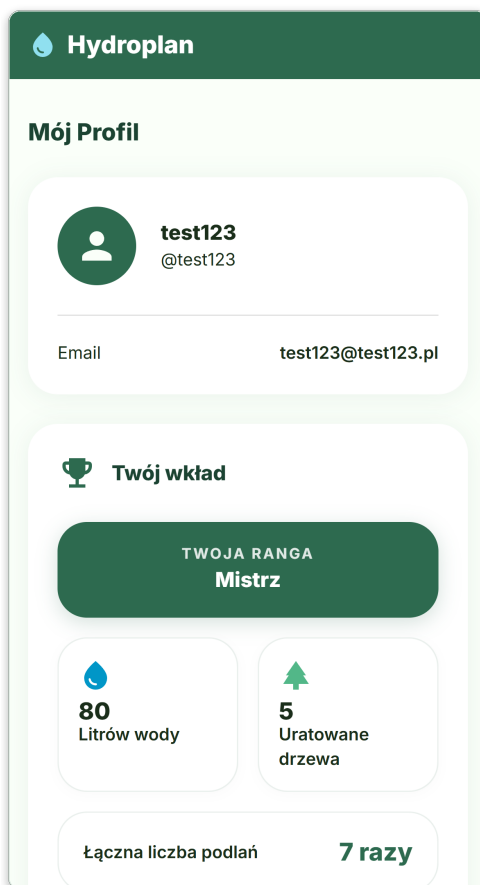 Hydroplan
Mój Profil
test123
@test123
Email test123@test123.pl
Twój wkład
TWOJA RANGA
Mistrz
80
Litrów wody
5
Uratowane
drzewa
Łączna liczba podlań 7 razy